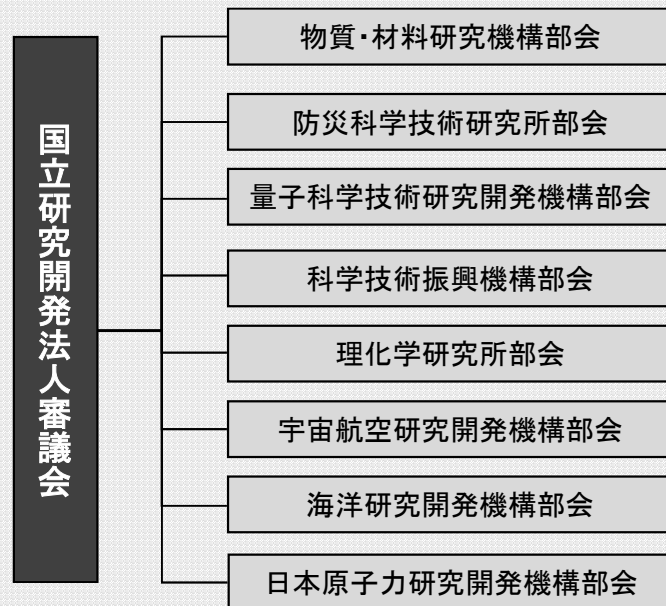 国立研究開発法人審議会
物質・材料研究機構部会
防災科学技術研究所部会
量子科学技術研究開発機構部会
科学技術振興機構部会
理化学研究所部会
宇宙航空研究開発機構部会
海洋研究開発機構部会
日本原子力研究開発機構部会